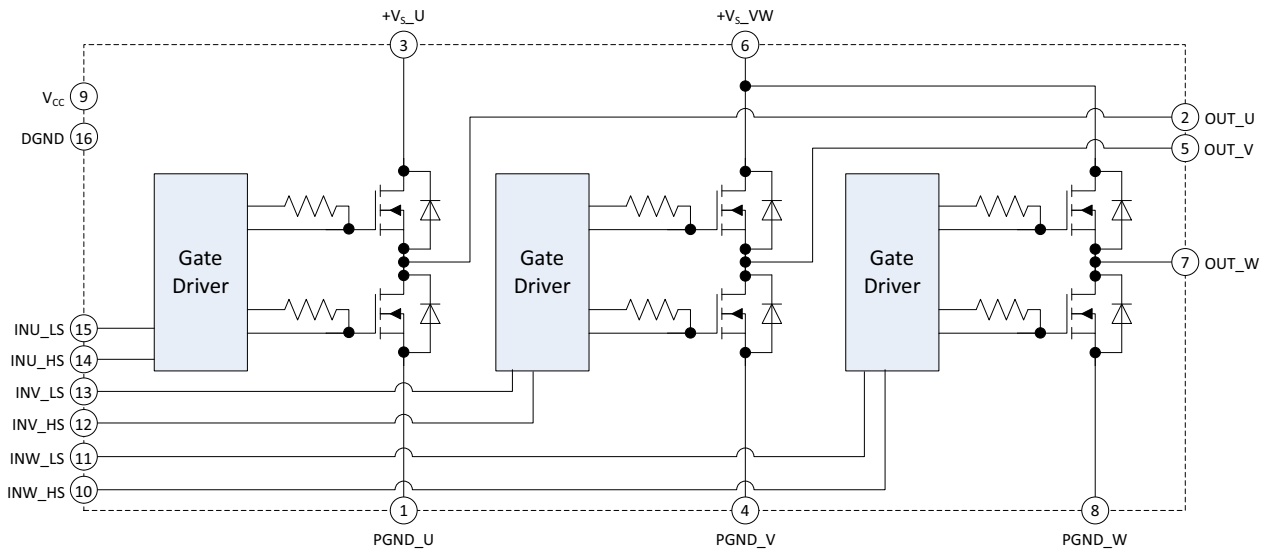 +VS_U
+VS_VW
3
6
9
VCC
16
DGND
2
OUT_U
5
OUT_V
Gate
Driver
Gate
Driver
Gate
Driver
7
OUT_W
INU_LS
15
INU_HS
14
INV_LS
13
INV_HS
12
INW_LS
11
INW_HS
10
1
4
8
PGND_U
PGND_V
PGND_W